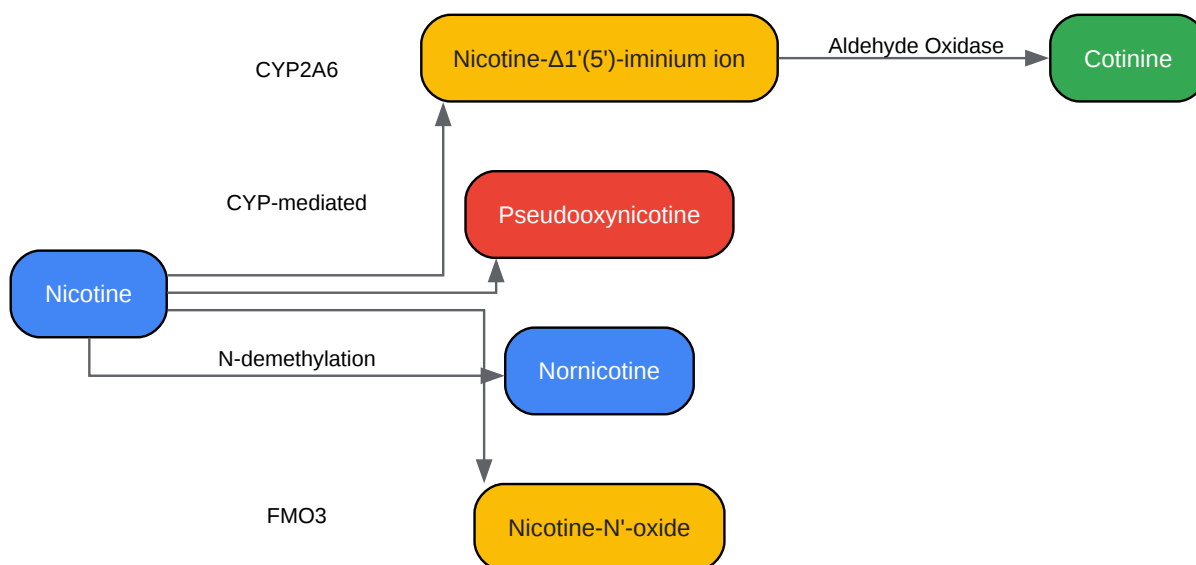 CYP2A6
Nicotine-Δ1'(5')-iminium ion
Aldehyde Oxidase
Cotinine
CYP-mediated
Pseudooxynicotine
Nicotine
N-demethylation
Nornicotine
FMO3
Nicotine-N'-oxide